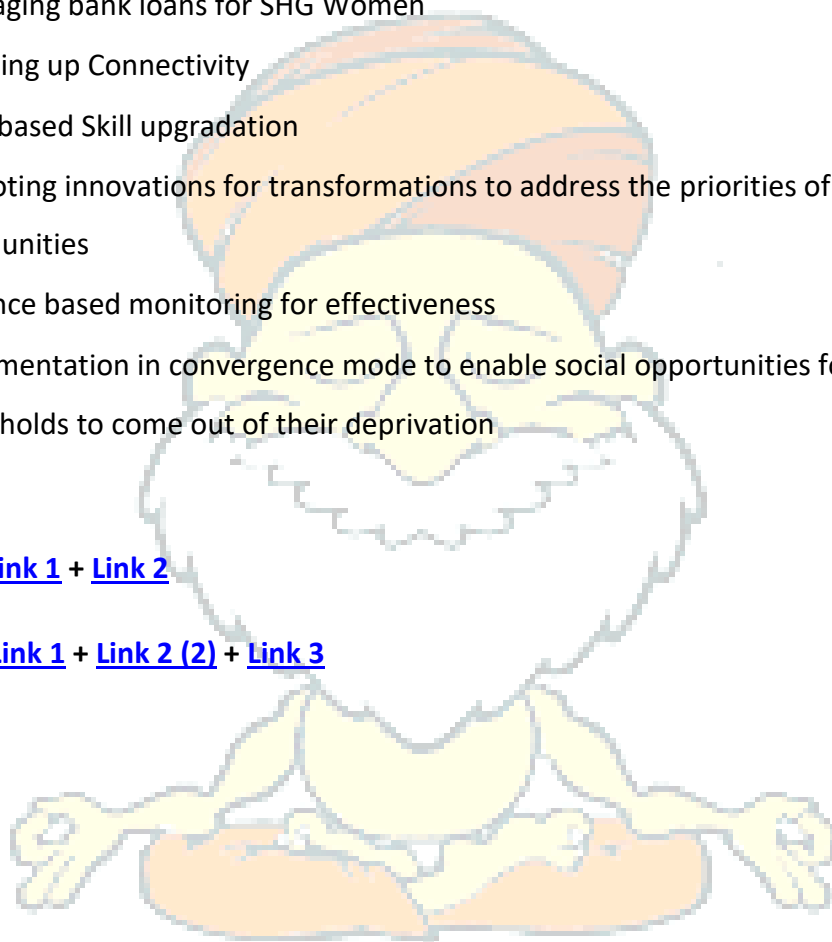 aging bank loans for SHG Women
ing up Connectivity
based Skill upgradation
oting innovations for transformations to address the priorities of
unities
nce based monitoring for effectiveness
mentation in convergence mode to enable social opportunities fo
holds to come out of their deprivation
ink 1 + Link 2
Link 1 + Link 2 (2) + Link 3